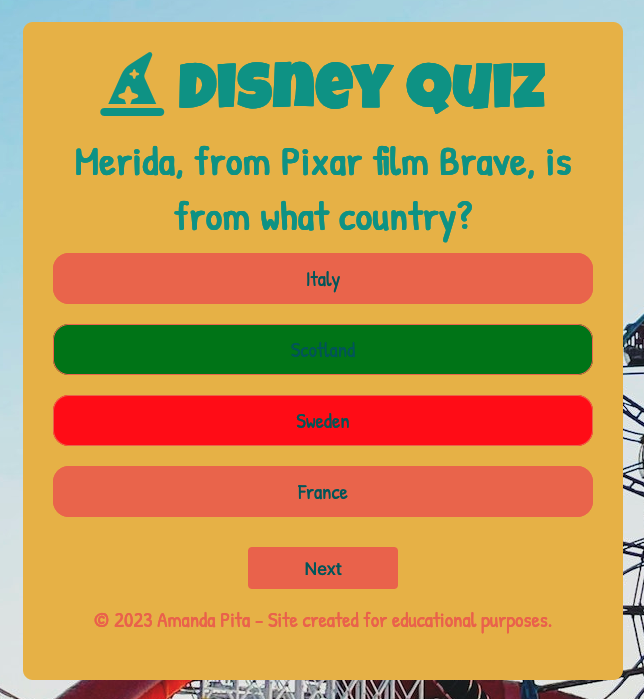 Disney Quiz
Merida, from Pixar film Brave, is
from what country?
Italy
Scotland
Sweden
France
Next
© 2023 Amanda Pita - Site created for educational purposes.